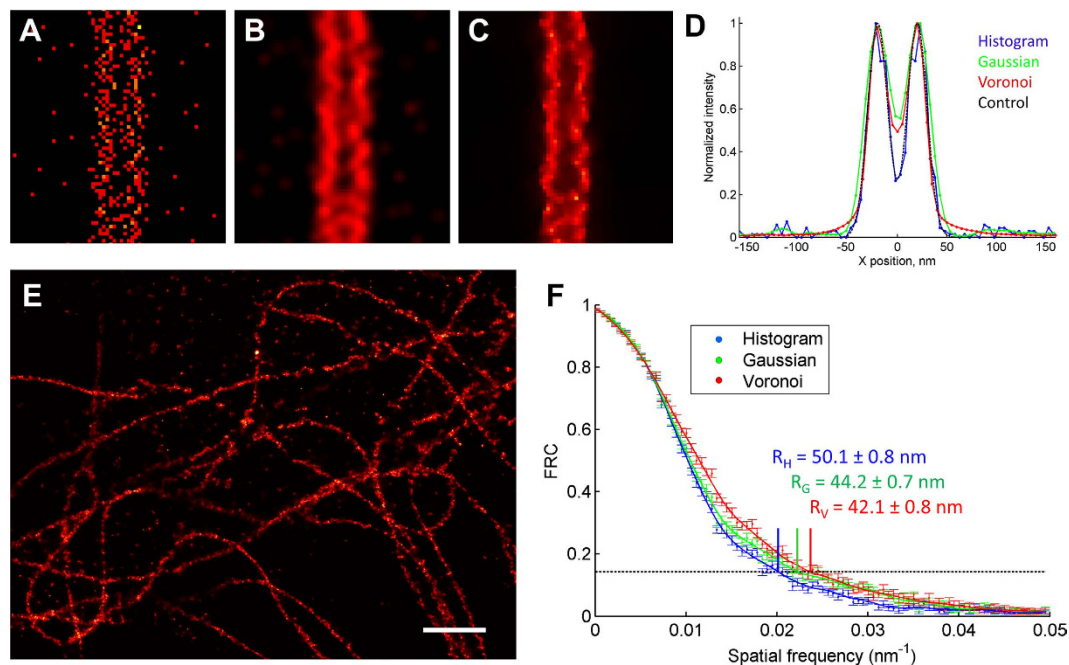 A
B
C
D
Histogram
Gaussian
Voronoi
Control
Normalized intensity
1
0.8
0.6
0.4
0.2
0
-150
-100
-50
0
50
100
150
X position, nm
E
F
Histogram
Gaussian
Voronoi
R_H = 50.1 ± 0.8 nm
R_G = 44.2 ± 0.7 nm
R_V = 42.1 ± 0.8 nm
FRC
1
0.8
0.6
0.4
0.2
0
0
0.01
0.02
0.03
0.04
0.05
Spatial frequency (nm⁻¹)